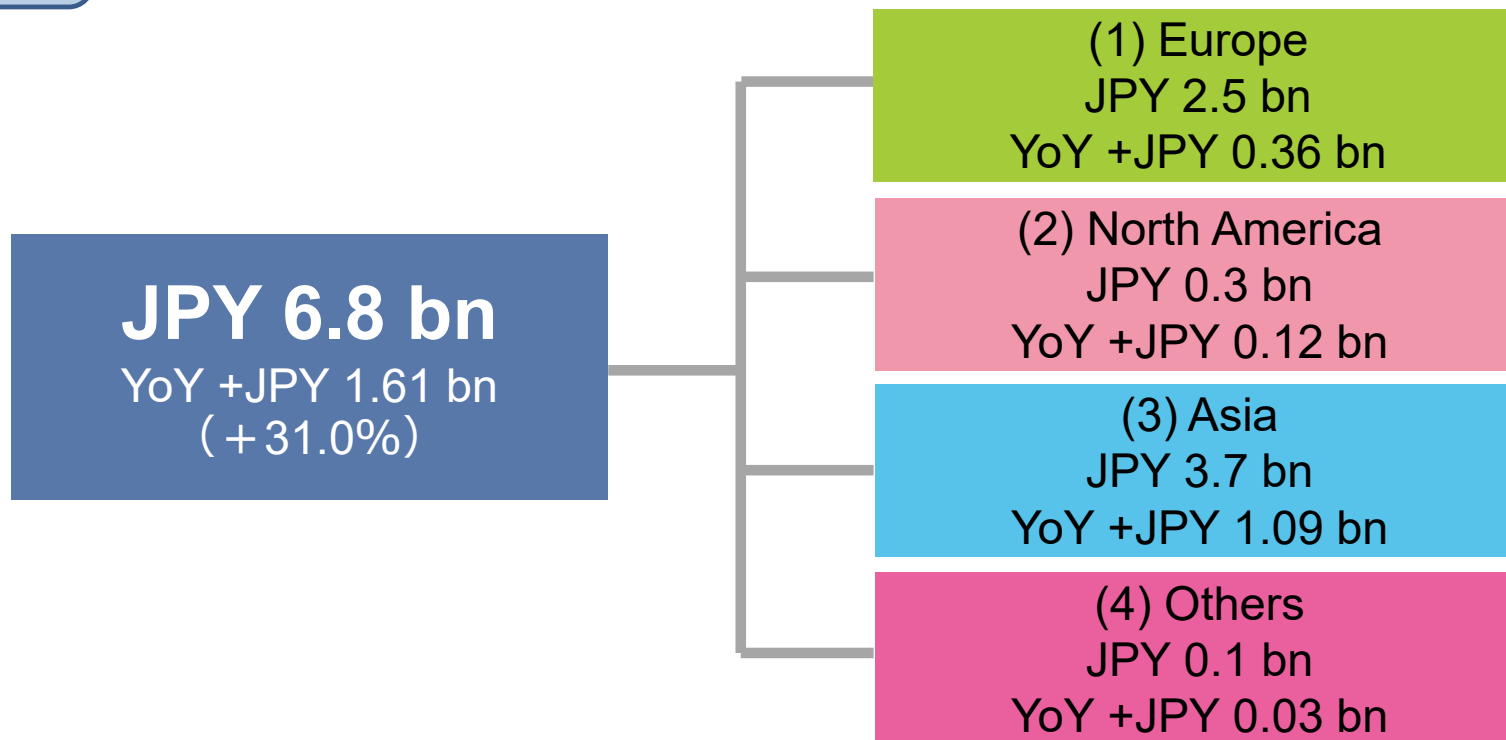 JPY 6.8 bn
YoY +JPY 1.61 bn
（＋31.0%）
(1) Europe
JPY 2.5 bn
YoY +JPY 0.36 bn
(2) North America
JPY 0.3 bn
YoY +JPY 0.12 bn
(3) Asia
JPY 3.7 bn
YoY +JPY 1.09 bn
(4) Others
JPY 0.1 bn
YoY +JPY 0.03 bn